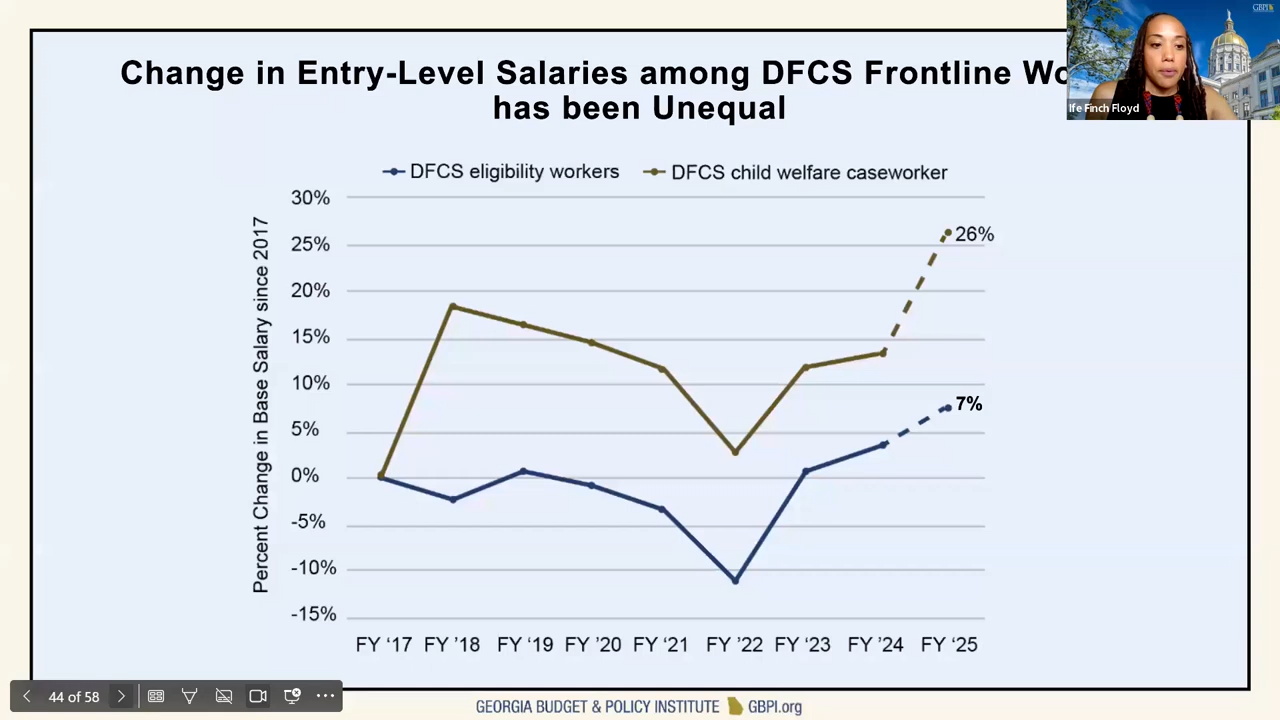 GBPI
Change in Entry-Level Salaries among DFCS Frontline Wo
has been Unequal
Ife Finch Floyd
DFCS eligibility workers
DFCS child welfare caseworker
Percent Change in Base Salary since 2017
30%
25%
20%
15%
10%
5%
0%
-5%
-10%
-15%
26%
7%
FY ‘17 FY ’18 FY ‘19 FY ’20 FY ‘21 FY ’22 FY ‘23 FY ’24 FY ‘25
44 of 58
GEORGIA BUDGET & POLICY INSTITUTE GBPI.org